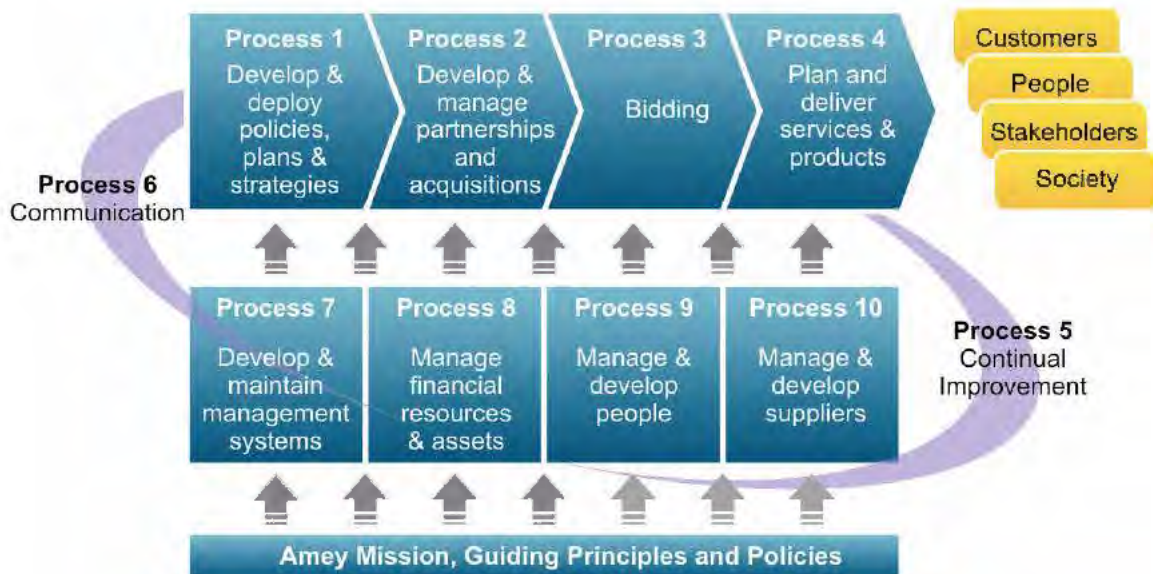 Process 1
Develop &
deploy
policies,
plans &
strategies
Process 2
Develop &
manage
partnerships
and
acquisitions
Process 3
Bidding
Process 4
Plan and
deliver
services &
products
Customers
People
Stakeholders
Society
Process 6
Communication
Process 7
Develop &
maintain
management
systems
Process 8
Manage
financial
resources
& assets
Process 9
Manage &
develop
people
Process 10
Manage &
develop
suppliers
Process 5
Continual
Improvement
Amey Mission, Guiding Principles and Policies